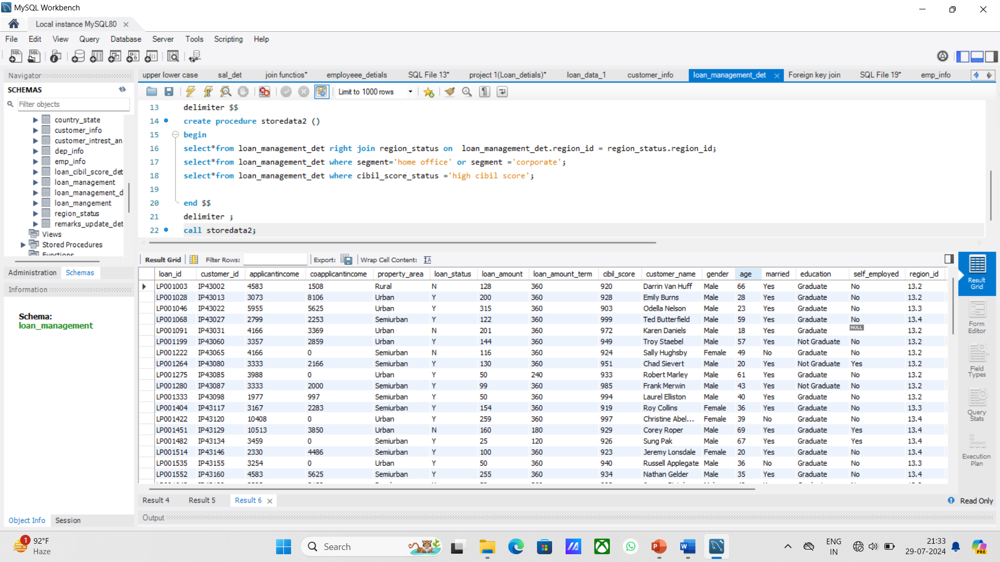 MySQL Workbench
Local instance MySQL80
File Edit View Query Database Server Tools Scripting Help
Navigator
SCHEMAS
Filter objects
country_state
customer_info
customer_intrest_an
dep_info
emp_info
loan_cibil_score_det
loan_management
loan_management_d
loan_mangement
region_status
remarks_update_det
Views
Stored Procedures
Functions
Administration Schemas
Information
Schema:
loan_management
Object Info Session
upper lower case sal_det join functios* employeee_detials SQL File 13* project 1(Loan_detials)* loan_data_1 customer_info loan_management_det Foreign key join SQL File 19* emp_info
Limit to 1000 rows
13 delimiter $$
14 create procedure storedata2 ()
15 begin
16 select*from loan_management_det right join region_status on loan_management_det.region_id = region_status.region_id;
17 select*from loan_management_det where segment='home office' or segment ='corporate';
18 select*from loan_management_det where cibil_score_status ='high cibil score';
19
20 end $$
21 delimiter ;
22 call storedata2;
Result Grid Filter Rows: Export: Wrap Cell Content:
loan_id customer_id applicantincome coapplicantincome property_area loan_status loan_amount loan_amount_term cibil_score customer_name gender age married education self_employed region_id
LP001003 IP43002 4583 1508 Rural N 128 360 920 Darrin Van Huff Male 66 Yes Graduate No 13.2
LP001028 IP43013 3073 8106 Urban Y 200 360 928 Emily Burns Male 28 Yes Graduate No 13.2
LP001046 IP43022 5955 5625 Urban Y 315 360 903 Odella Nelson Male 23 Yes Graduate No 13.3
LP001068 IP43027 2799 2253 Semiurban Y 122 360 999 Ted Butterfield Male 59 Yes Graduate No 13.4
LP001091 IP43031 4166 3369 Urban N 201 360 972 Karen Daniels Male 18 Yes Graduate NULL 13.2
LP001199 IP43060 3357 2859 Urban Y 144 360 949 Troy Staebel Male 57 Yes Not Graduate No 13.2
LP001222 IP43065 4166 0 Semiurban N 116 360 924 Sally Hughsby Female 49 No Graduate No 13.2
LP001264 IP43080 3333 2166 Semiurban Y 130 360 951 Chad Sievert Male 20 Yes Not Graduate Yes 13.2
LP001275 IP43085 3988 0 Urban Y 50 240 933 Robert Marley Male 61 Yes Graduate No 13.2
LP001280 IP43087 3333 2000 Semiurban Y 99 360 985 Frank Merwin Male 43 Yes Not Graduate No 13.2
LP001333 IP43098 1977 997 Semiurban Y 50 360 994 Laurel Elliston Male 40 Yes Graduate No 13.2
LP001404 IP43117 3167 2283 Semiurban Y 154 360 919 Roy Collins Female 36 Yes Graduate No 13.3
LP001422 IP43120 10408 0 Urban Y 259 360 997 Christine Abel... Female 39 No Graduate No 13.4
LP001451 IP43129 10513 3850 Urban N 160 180 929 Corey Roper Male 69 Yes Graduate Yes 13.4
LP001482 IP43134 3459 0 Semiurban Y 25 120 926 Sung Pak Male 67 Yes Graduate Yes 13.4
LP001514 IP43146 2330 4486 Semiurban Y 100 360 923 Jeremy Lonsdale Female 20 Yes Graduate No 13.4
LP001535 IP43155 3254 0 Urban Y 50 360 940 Russell Applegate Male 36 No Graduate No 13.3
LP001552 IP43160 4583 5625 Semiurban Y 255 360 934 Nathan Gelder Male 35 Yes Graduate No 13.4
Result Grid
Form Editor
Field Types
Query Stats
Execution Plan
Result 4 Result 5 Result 6
Read Only
Output
1
92°F
Haze
Search
ENG
IN
21:33
29-07-2024
PRE